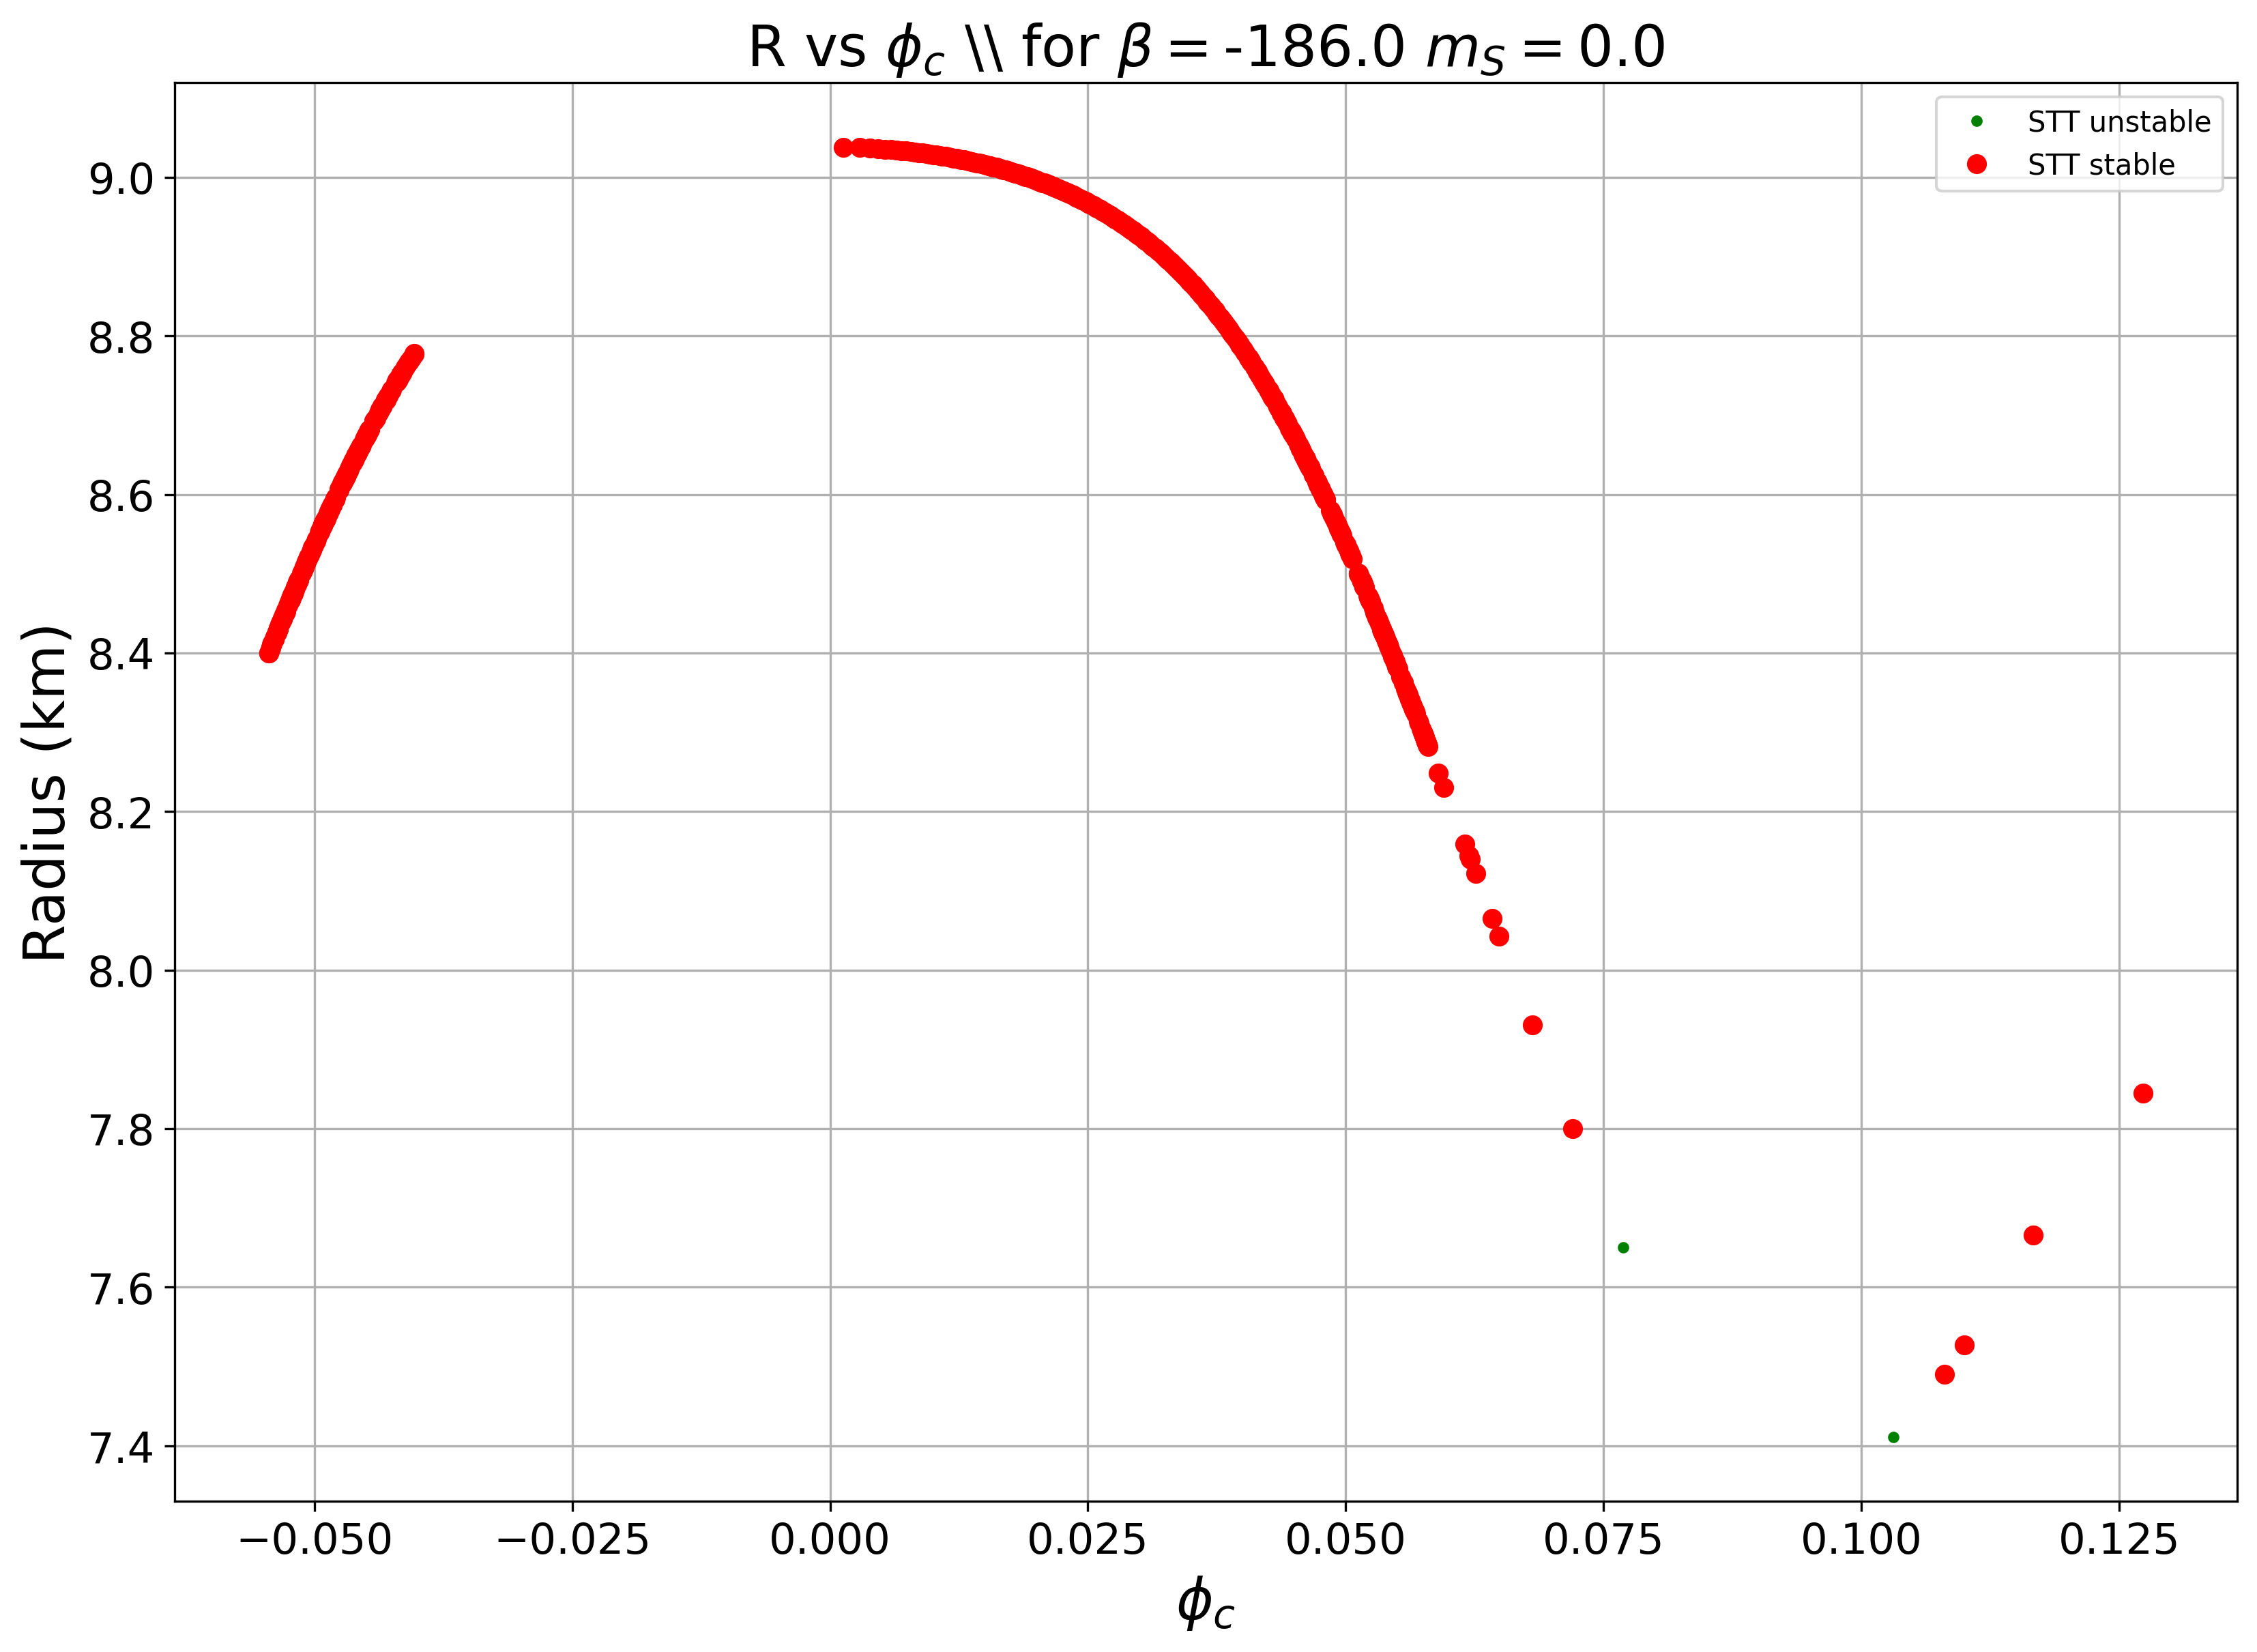 R vs ϕc \\ for β = -186.0 mS = 0.0
STT unstable
STT stable
Radius (km)
9.0
8.8
8.6
8.4
8.2
8.0
7.8
7.6
7.4
−0.050 −0.025 0.000 0.025 0.050 0.075 0.100 0.125
ϕc